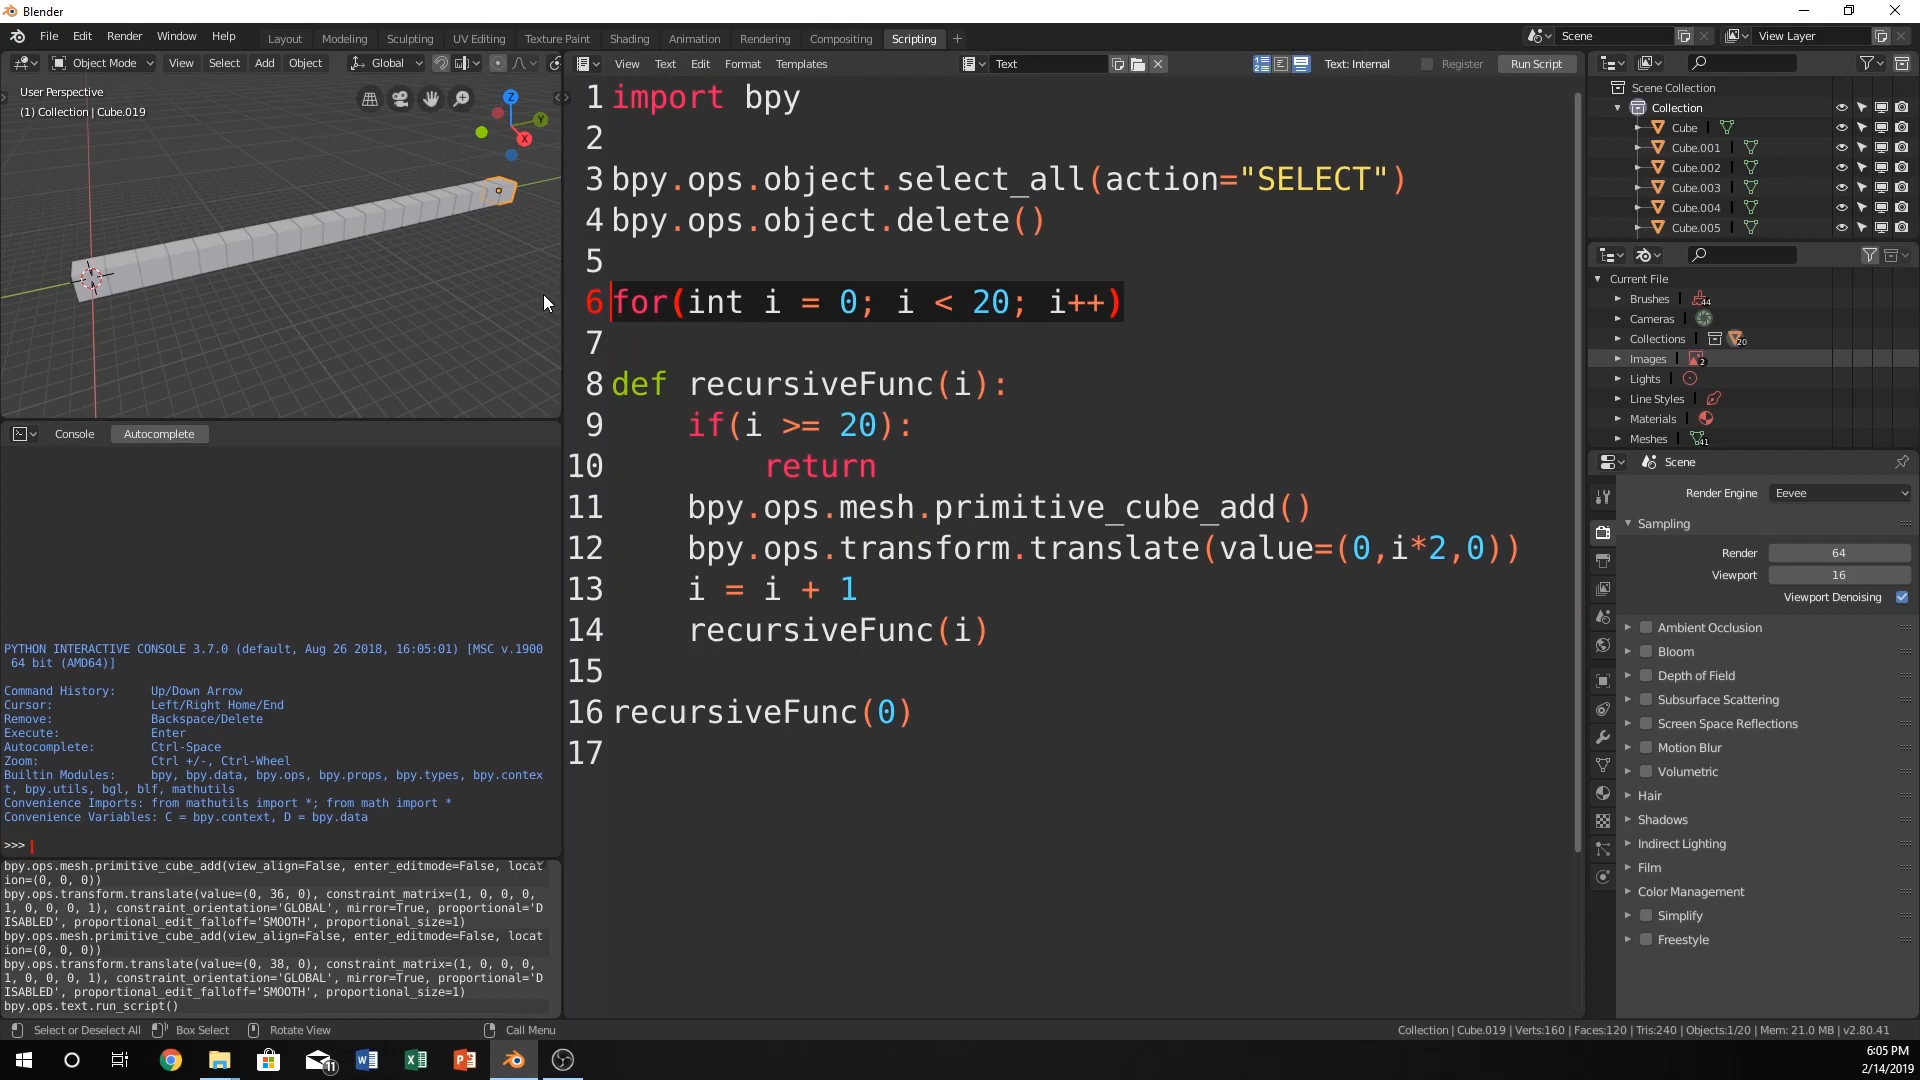 Blender
File Edit Render Window Help Layout Modeling Sculpting UV Editing Texture Paint Shading Animation Rendering Compositing Scripting + Scene View Layer
Object Mode View Select Add Object Global
View Text Edit Format Templates Text Text: Internal Register Run Script
User Perspective
(1) Collection | Cube.019
Z
Y
X
1 import bpy
2
3 bpy.ops.object.select_all(action="SELECT")
4 bpy.ops.object.delete()
5
6 for(int i = 0; i < 20; i++)
7
8 def recursiveFunc(i):
9 if(i >= 20):
10 return
11 bpy.ops.mesh.primitive_cube_add()
12 bpy.ops.transform.translate(value=(0,i*2,0))
13 i = i + 1
14 recursiveFunc(i)
15
16 recursiveFunc(0)
17
Console Autocomplete
PYTHON INTERACTIVE CONSOLE 3.7.0 (default, Aug 26 2018, 16:05:01) [MSC v.1900
64 bit (AMD64)]
Command History: Up/Down Arrow
Cursor: Left/Right Home/End
Remove: Backspace/Delete
Execute: Enter
Autocomplete: Ctrl-Space
Zoom: Ctrl +/-, Ctrl-Wheel
Builtin Modules: bpy, bpy.data, bpy.ops, bpy.props, bpy.types, bpy.contex
t, bpy.utils, bgl, blf, mathutils
Convenience Imports: from mathutils import *; from math import *
Convenience Variables: C = bpy.context, D = bpy.data
>>>
bpy.ops.mesh.primitive_cube_add(view_align=False, enter_editmode=False, locat
ion=(0, 0, 0))
bpy.ops.transform.translate(value=(0, 36, 0), constraint_matrix=(1, 0, 0, 0,
1, 0, 0, 0, 1), constraint_orientation='GLOBAL', mirror=True, proportional='D
ISABLED', proportional_edit_falloff='SMOOTH', proportional_size=1)
bpy.ops.mesh.primitive_cube_add(view_align=False, enter_editmode=False, locat
ion=(0, 0, 0))
bpy.ops.transform.translate(value=(0, 38, 0), constraint_matrix=(1, 0, 0, 0,
1, 0, 0, 0, 1), constraint_orientation='GLOBAL', mirror=True, proportional='D
ISABLED', proportional_edit_falloff='SMOOTH', proportional_size=1)
bpy.ops.text.run_script()
Scene Collection
Collection
Cube
Cube.001
Cube.002
Cube.003
Cube.004
Cube.005
Current File
Brushes 44
Cameras
Collections 20
Images 2
Lights
Line Styles
Materials
Meshes 41
Scene
Render Engine Eevee
Sampling
Render 64
Viewport 16
Viewport Denoising
Ambient Occlusion
Bloom
Depth of Field
Subsurface Scattering
Screen Space Reflections
Motion Blur
Volumetric
Hair
Shadows
Indirect Lighting
Film
Color Management
Simplify
Freestyle
Select or Deselect All Box Select Rotate View Call Menu Collection | Cube.019 | Verts:160 | Faces:120 | Tris:240 | Objects:1/20 | Mem: 21.0 MB | v2.80.41
11
6:05 PM
2/14/2019